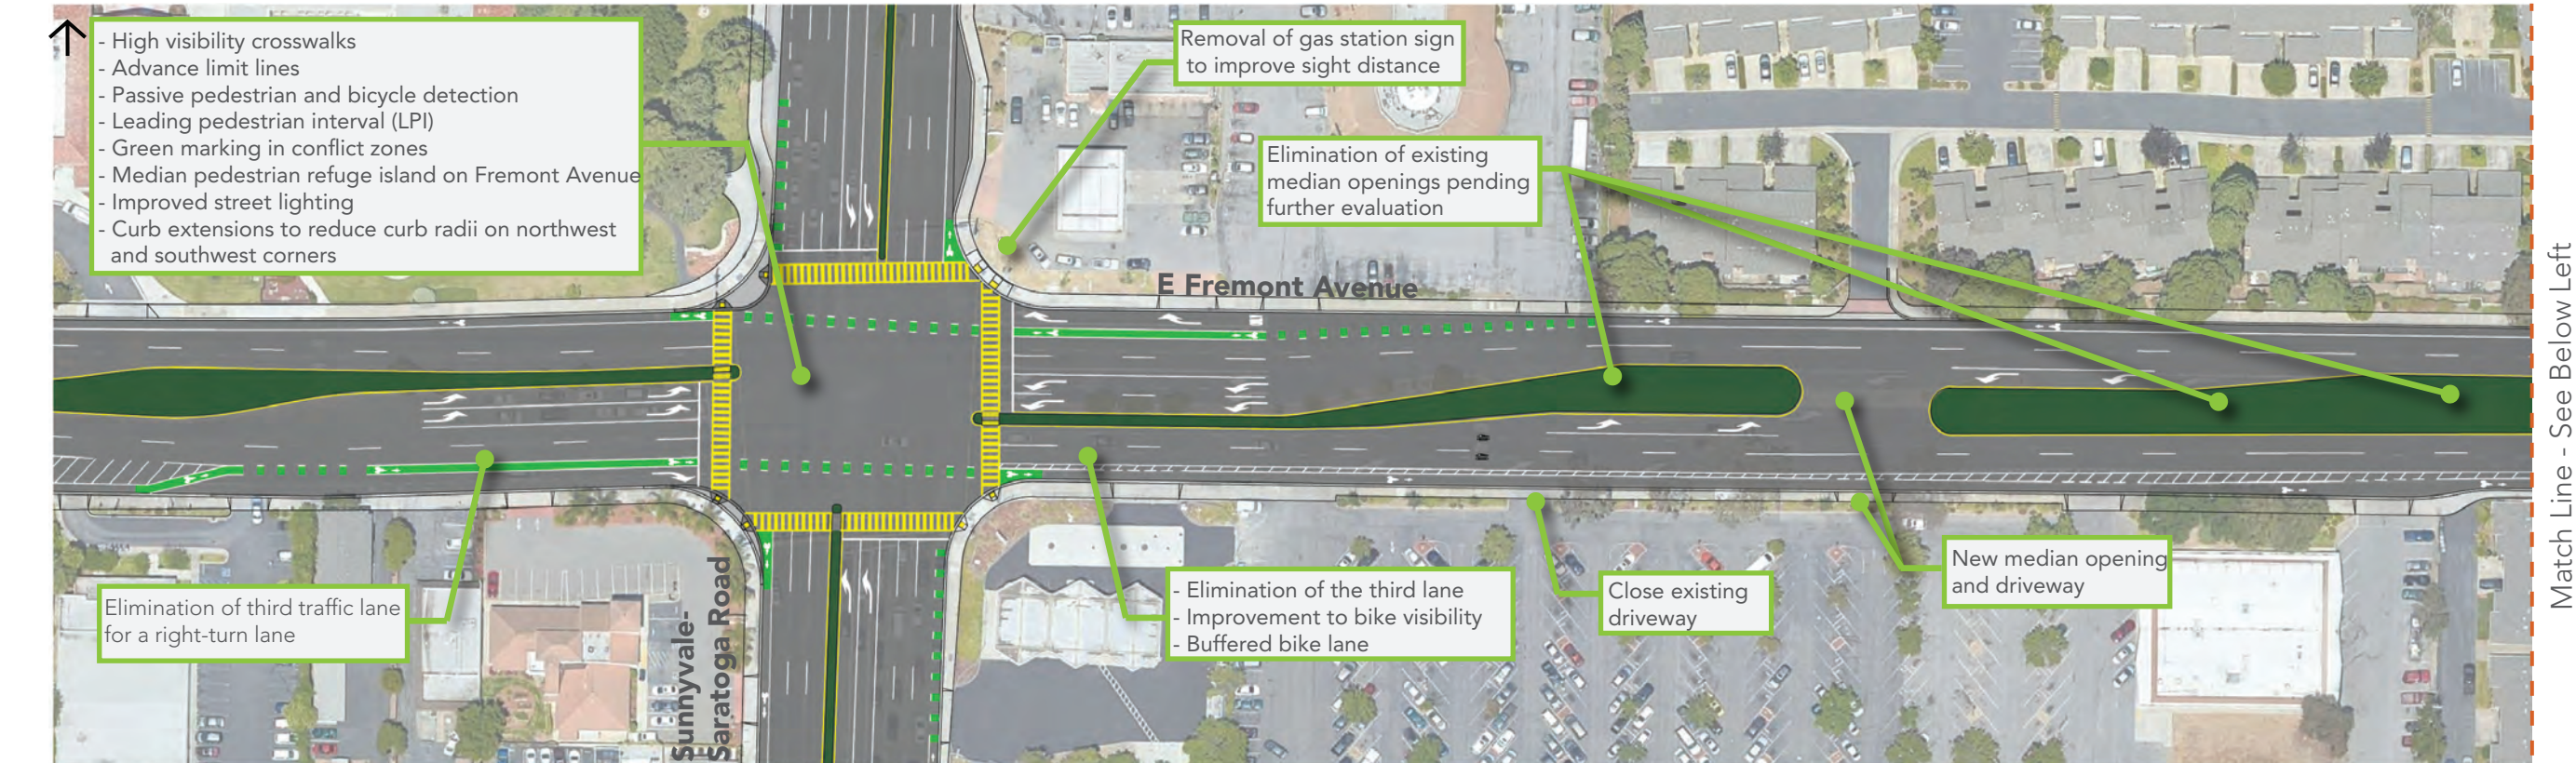 - High visibility crosswalks
- Advance limit lines
- Passive pedestrian and bicycle detection
- Leading pedestrian interval (LPI)
- Green marking in conflict zones
- Median pedestrian refuge island on Fremont Avenue
- Improved street lighting
- Curb extensions to reduce curb radii on northwest
and southwest corners
Removal of gas station sign
to improve sight distance
Elimination of existing
median openings pending
further evaluation
E Fremont Avenue
Match Line - See Below Left
Elimination of third traffic lane
for a right-turn lane
Sunnyvale-
Saratoga Road
- Elimination of the third lane
- Improvement to bike visibility
- Buffered bike lane
Close existing
driveway
New median opening
and driveway